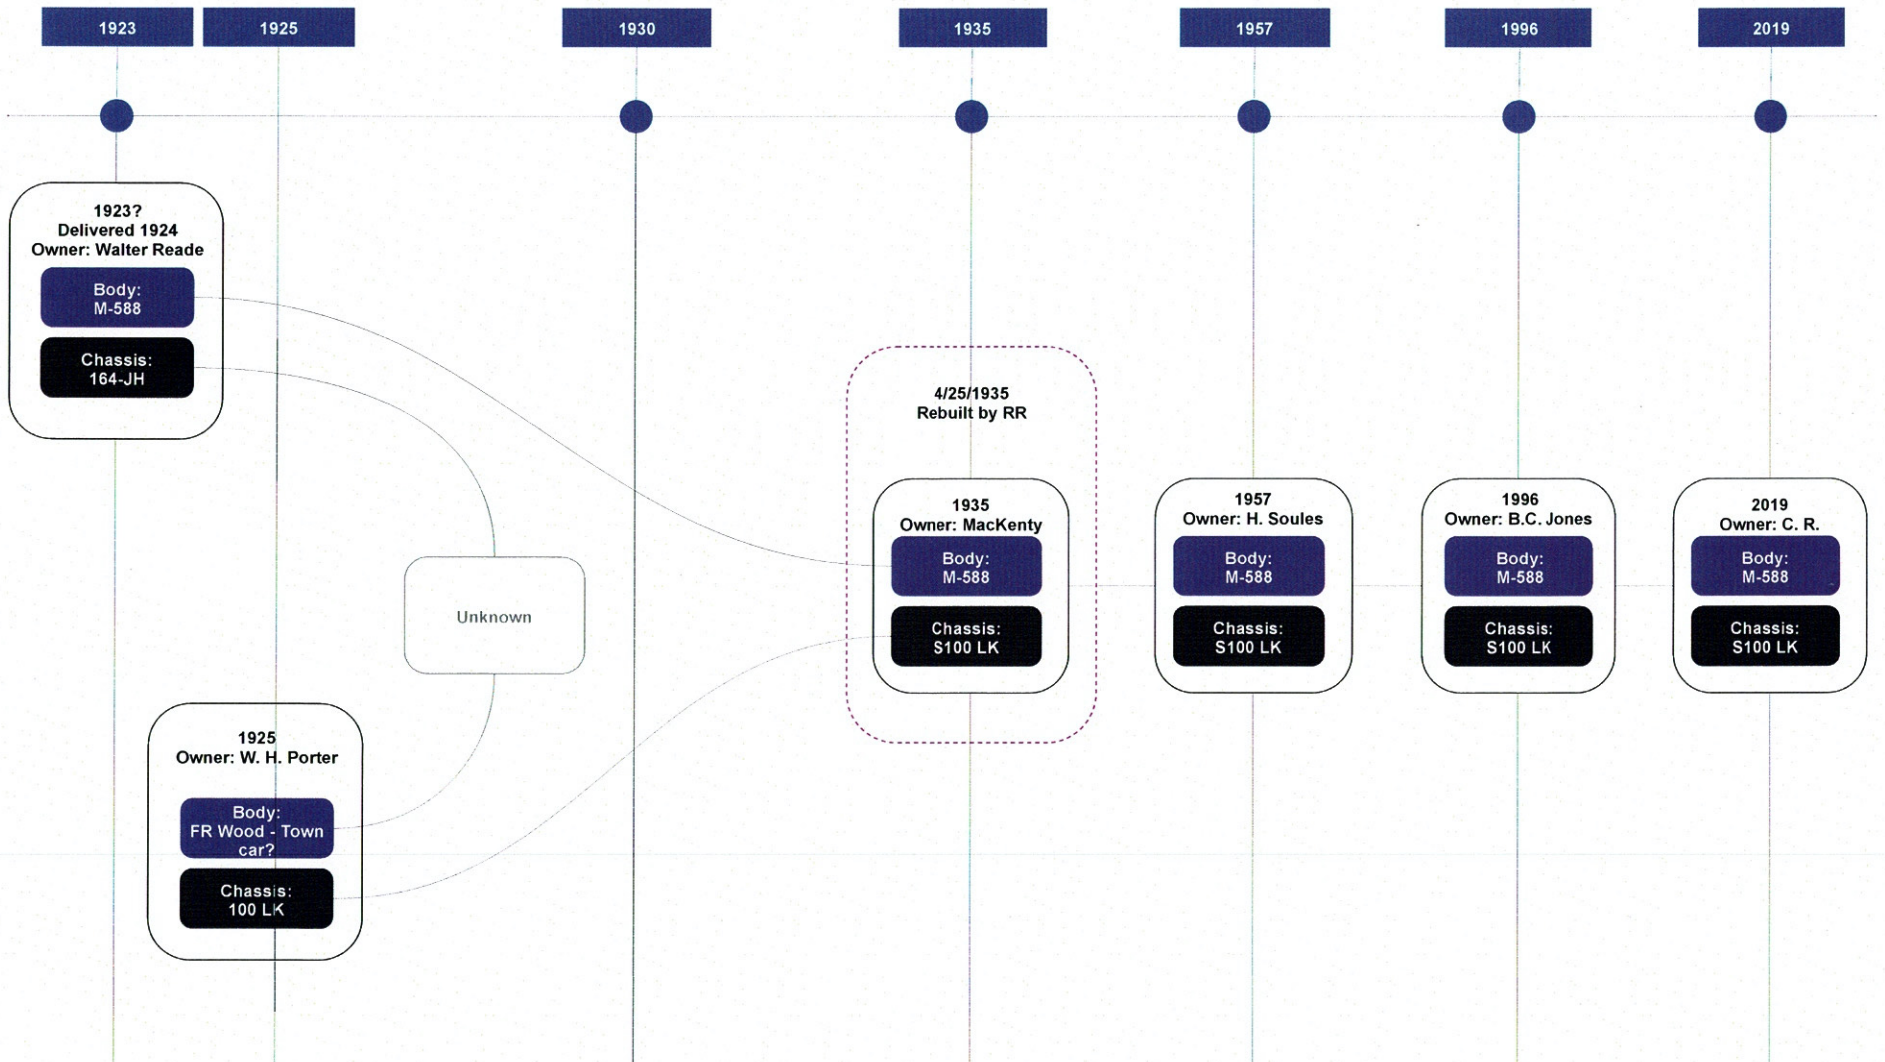 1923
1925
1930
1935
1957
1996
2019
1923?
Delivered 1924
Owner: Walter Reade
Body:
M-588
Chassis:
164-JH
Unknown
1925
Owner: W. H. Porter
Body:
FR Wood - Town
car?
Chassis:
100 LK
4/25/1935
Rebuilt by RR
1935
Owner: MacKenty
Body:
M-588
Chassis:
S100 LK
1957
Owner: H. Soules
Body:
M-588
Chassis:
S100 LK
1996
Owner: B.C. Jones
Body:
M-588
Chassis:
S100 LK
2019
Owner: C. R.
Body:
M-588
Chassis:
S100 LK